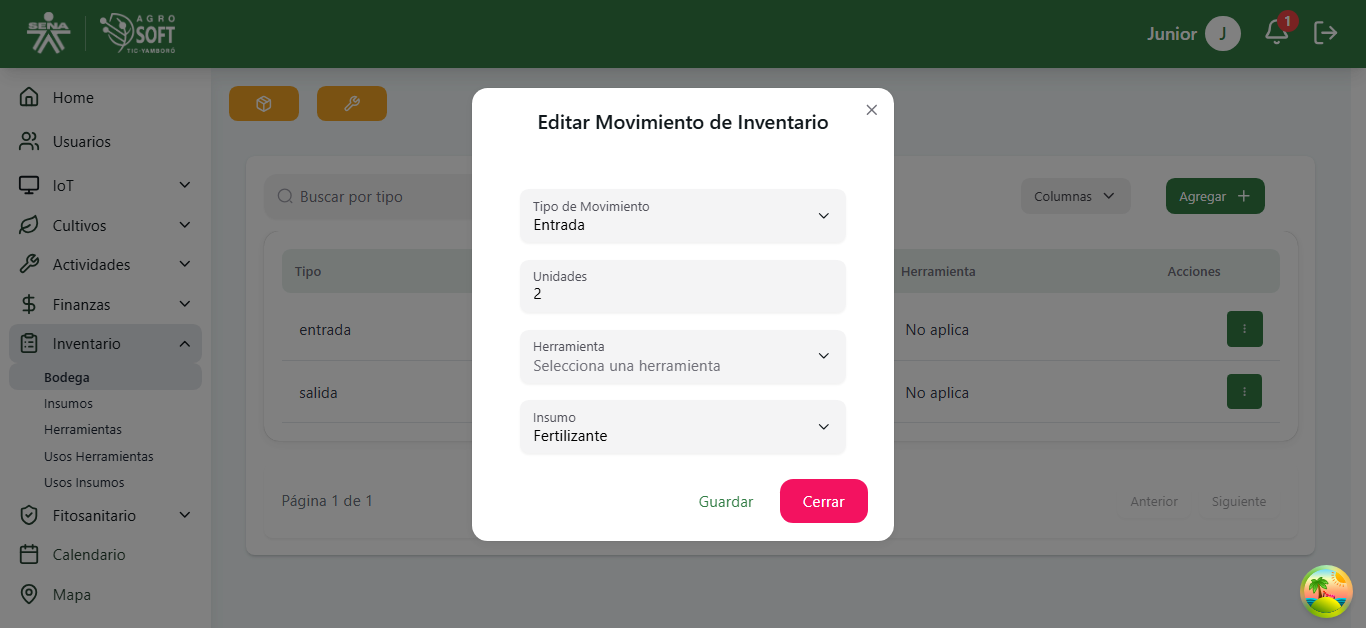 SENA
AGRO
SOFT
TIC-YAMBORÓ
Junior
J
1
Home
Usuarios
IoT
Cultivos
Actividades
Finanzas
Inventario
Bodega
Insumos
Herramientas
Usos Herramientas
Usos Insumos
Fitosanitario
Calendario
Mapa
Buscar por tipo
Columnas
Agregar
Tipo
Herramienta
Acciones
entrada
No aplica
salida
No aplica
Página 1 de 1
Anterior
Siguiente
Editar Movimiento de Inventario
Tipo de Movimiento
Entrada
Unidades
2
Herramienta
Selecciona una herramienta
Insumo
Fertilizante
Guardar
Cerrar